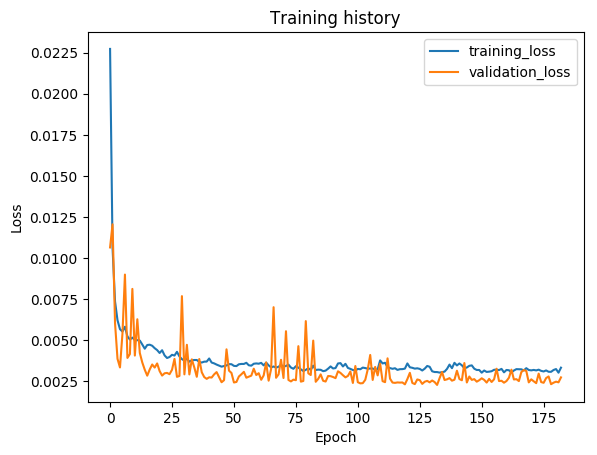 Training history
training_loss
validation_loss
0.0225
0.0200
0.0175
0.0150
0.0125
0.0100
0.0075
0.0050
0.0025
Loss
0 25 50 75 100 125 150 175
Epoch